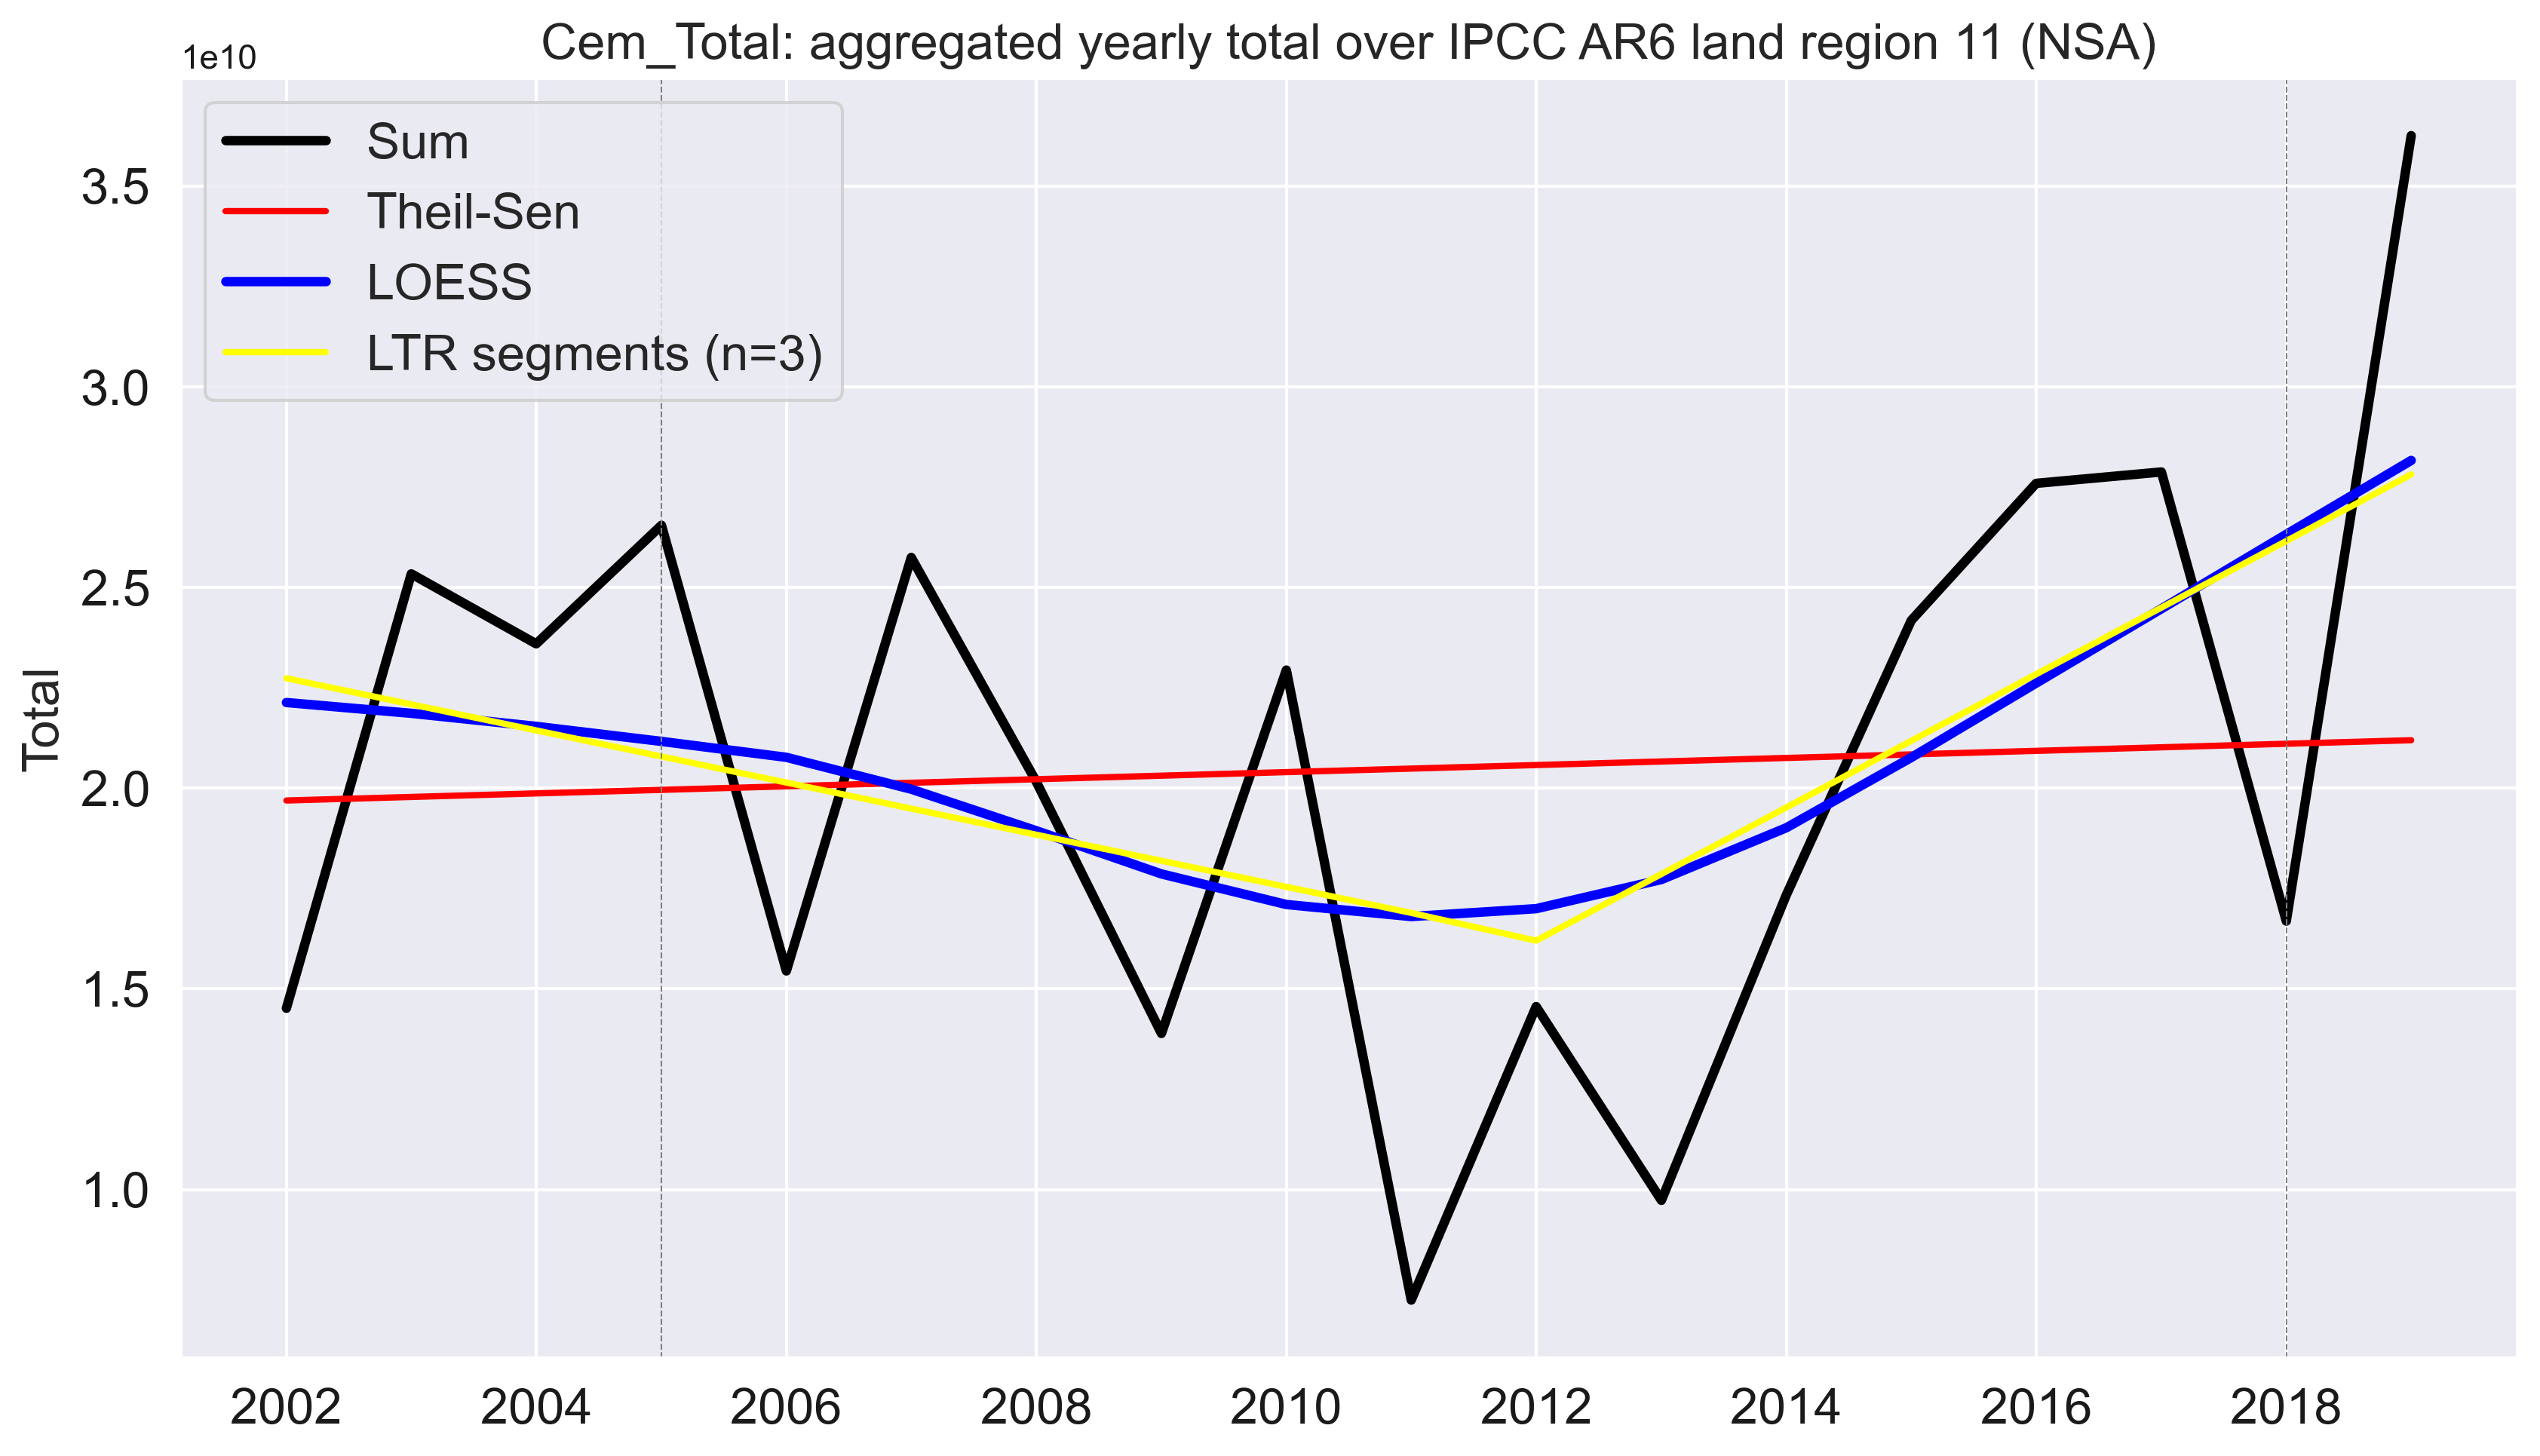 Cem_Total: aggregated yearly total over IPCC AR6 land region 11 (NSA)
1e10
Sum
Theil-Sen
LOESS
LTR segments (n=3)
3.5
3.0
2.5
2.0
1.5
1.0
Total
2002 2004 2006 2008 2010 2012 2014 2016 2018